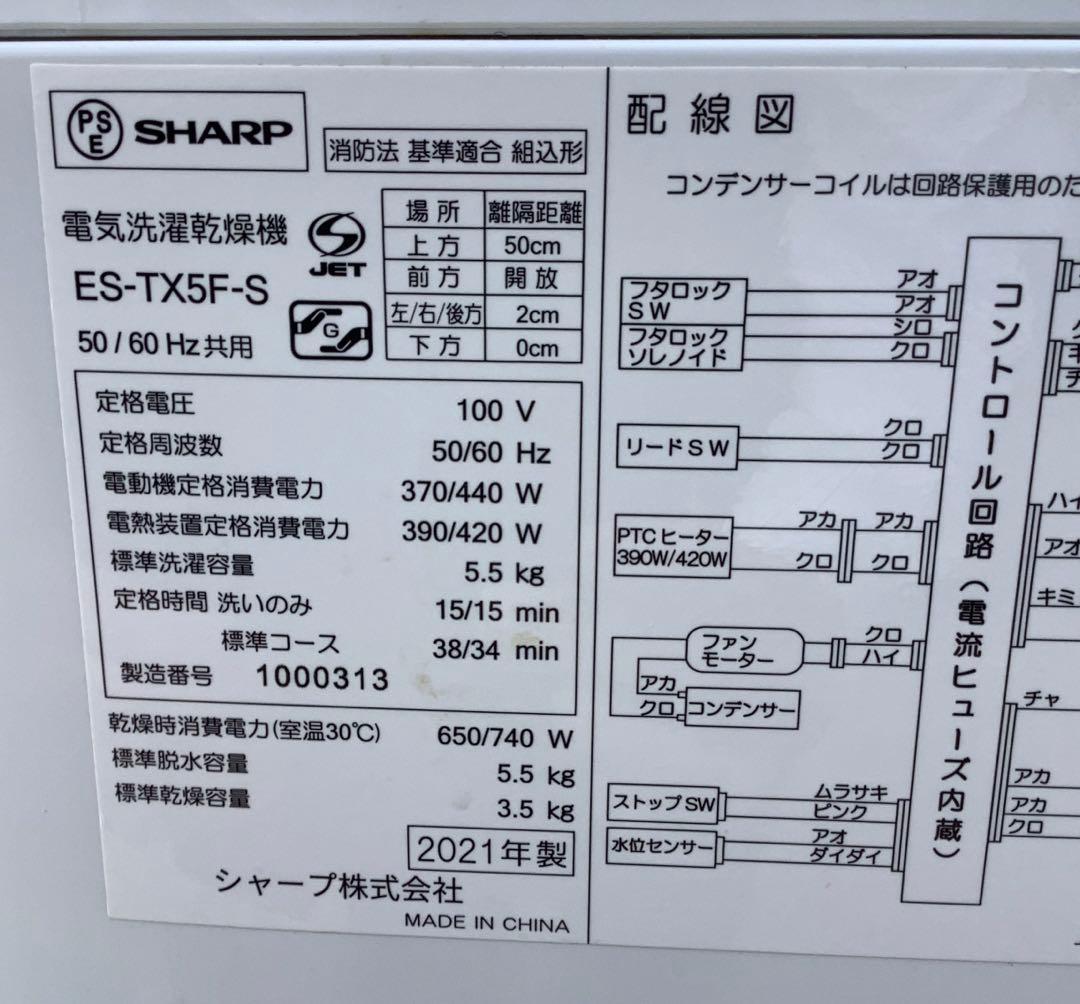 PSE SHARP
消防法 基準適合 組込形
電気洗濯乾燥機
JET
ES-TX5F-S
50/60 Hz共用
G
場所 離隔距離
上方 50cm
前方 開放
左/右/後方 2cm
下方 0cm
定格電圧 100 V
定格周波数 50/60 Hz
電動機定格消費電力 370/440 W
電熱装置定格消費電力 390/420 W
標準洗濯容量 5.5 kg
定格時間 洗いのみ 15/15 min
標準コース 38/34 min
製造番号 1000313
乾燥時消費電力(室温30℃) 650/740 W
標準脱水容量 5.5 kg
標準乾燥容量 3.5 kg
2021年製
シャープ株式会社
MADE IN CHINA
配線図
コンデンサーコイルは回路保護用のた
フタロック
SW
フタロック
ソレノイド
アオ
アオ
シロ
クロ
リードSW
クロ
クロ
PTCヒーター
390W/420W
アカ アカ
クロ クロ
ファン
モーター
クロ
ハイ
アカ
クロ
コンデンサー
ストップSW
ムラサキ
ピンク
水位センサー
アオ
ダイダイ
コントロール回路(電流ヒューズ内蔵)
ハイ
アオ
キミ
チャ
アカ
アカ
クロ